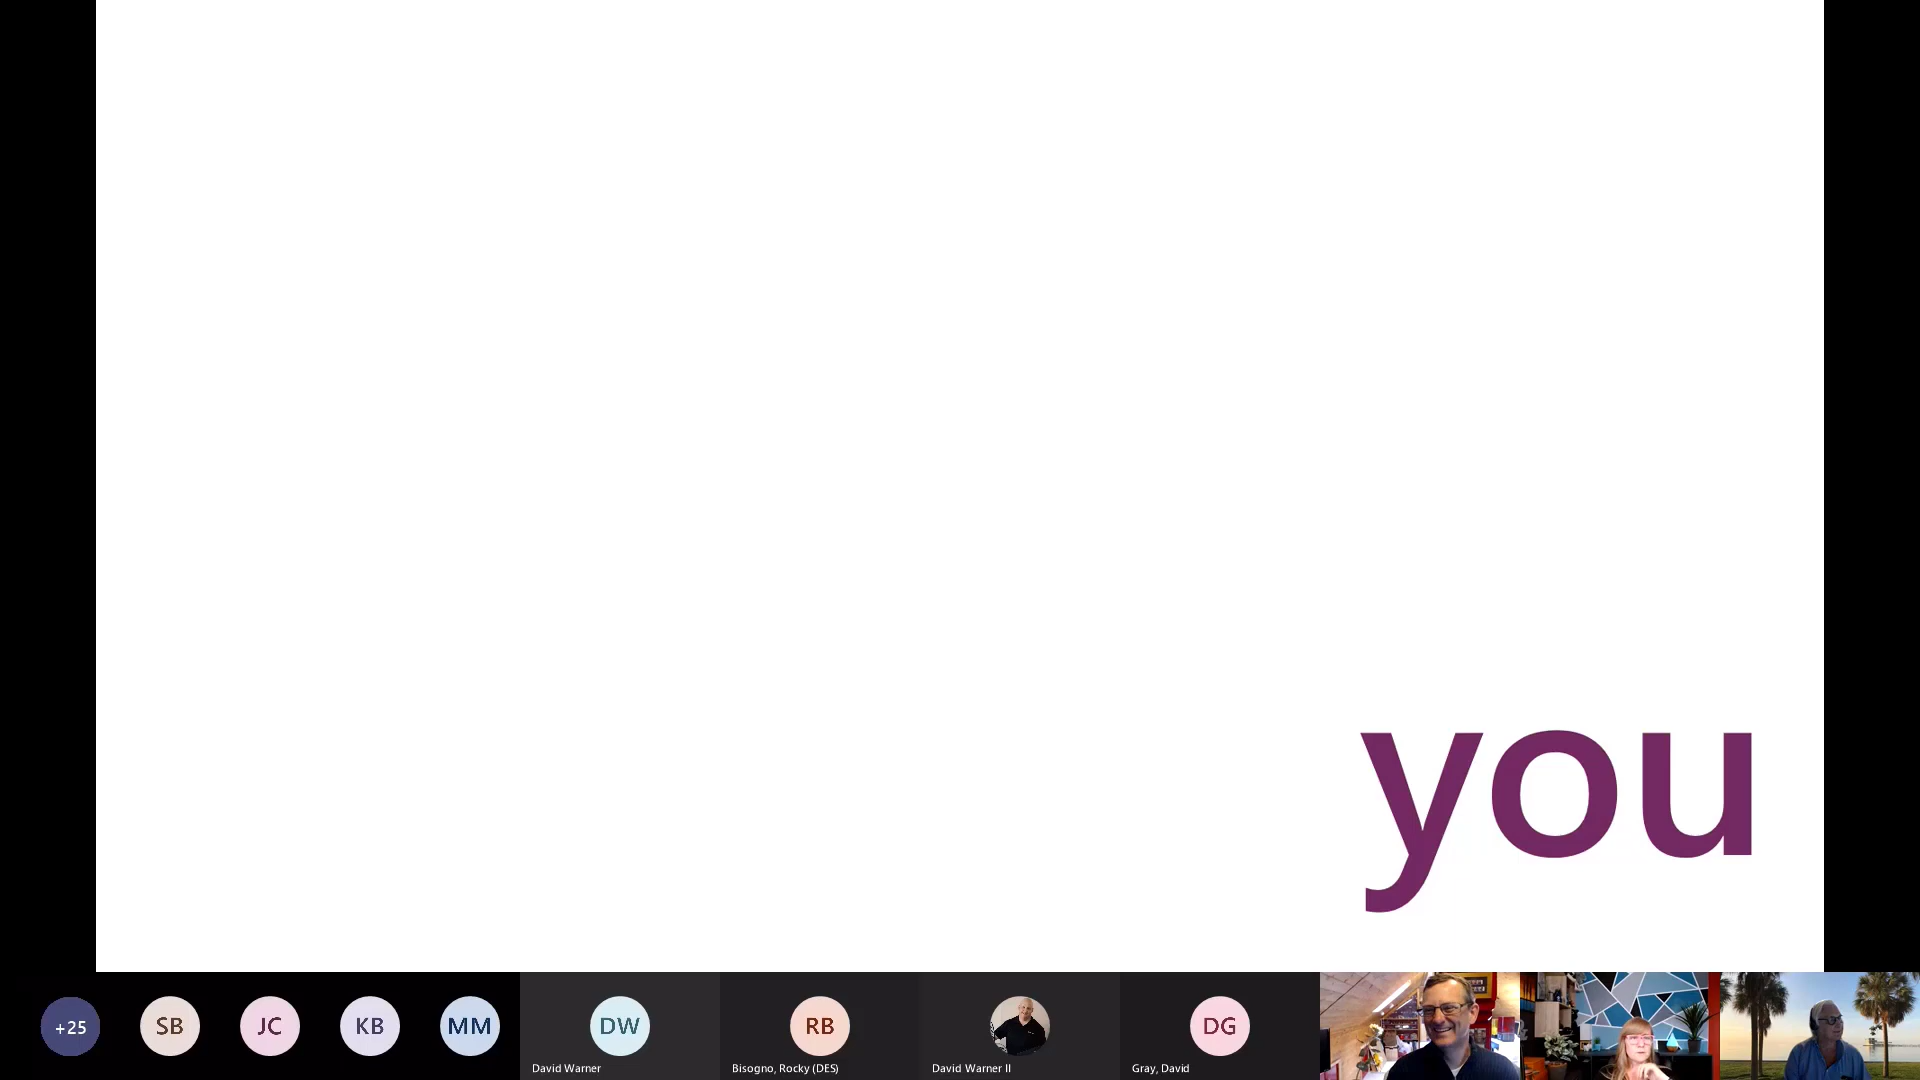 you
+25
SB
JC
KB
MM
DW
RB
DG
David Warner
Bisogno, Rocky (DES)
David Warner II
Gray, David